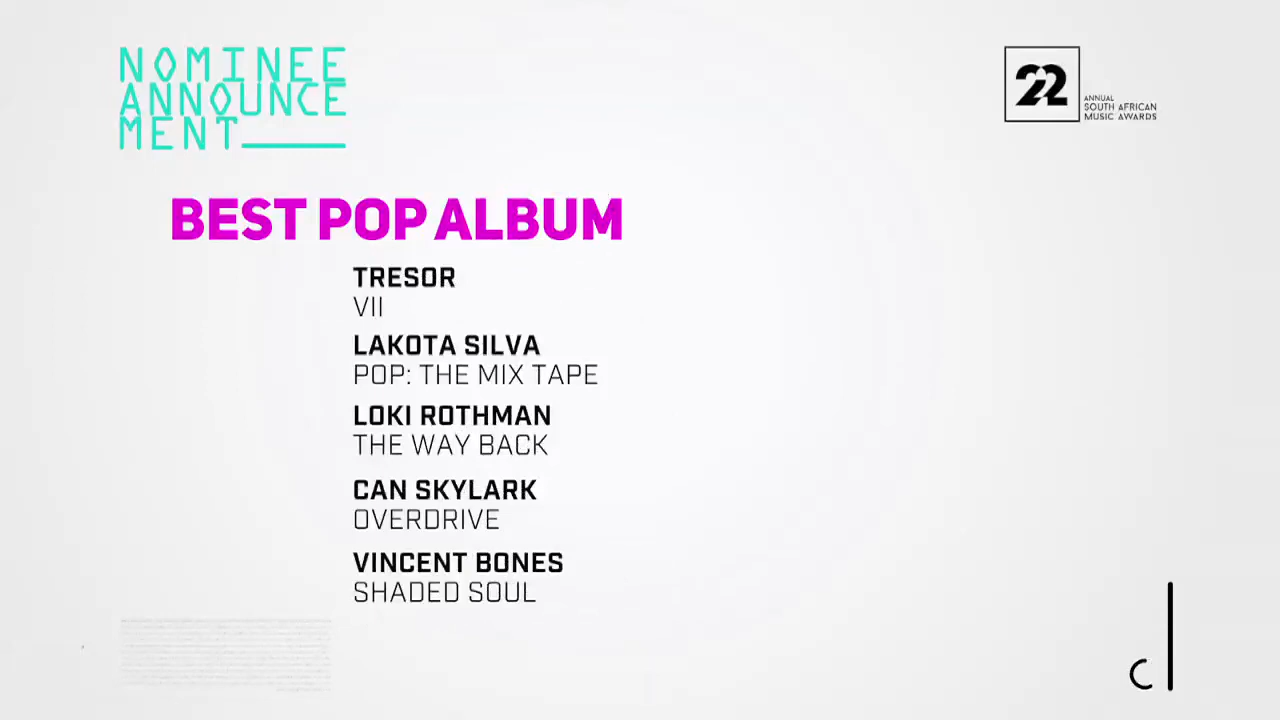 NOMINEE
ANNOUNCE
MENT
22
ANNUAL
SOUTH AFRICAN
MUSIC AWARDS
BEST POP ALBUM
TRESOR
VII
LAKOTA SILVA
POP: THE MIX TAPE
LOKI ROTHMAN
THE WAY BACK
CAN SKYLARK
OVERDRIVE
VINCENT BONES
SHADED SOUL